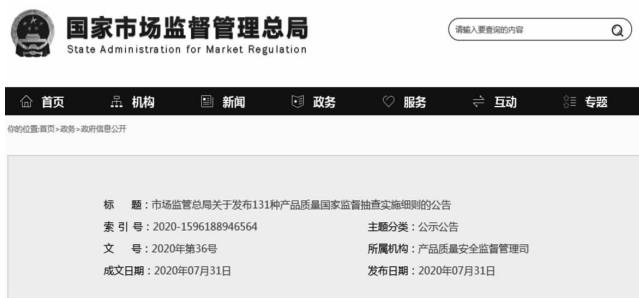 国家市场监督管理总局
State Administration for Market Regulation
请输入要查询的内容
首页 机构 新闻 政务 服务 互动 专题
你的位置:首页>政务>政府信息公开
标 题：市场监管总局关于发布131种产品质量国家监督抽查实施细则的公告
索 引 号：2020-1596188946564 主题分类：公示公告
文 号：2020年第36号 所属机构：产品质量安全监督管理司
成文日期：2020年07月31日 发布日期：2020年07月31日